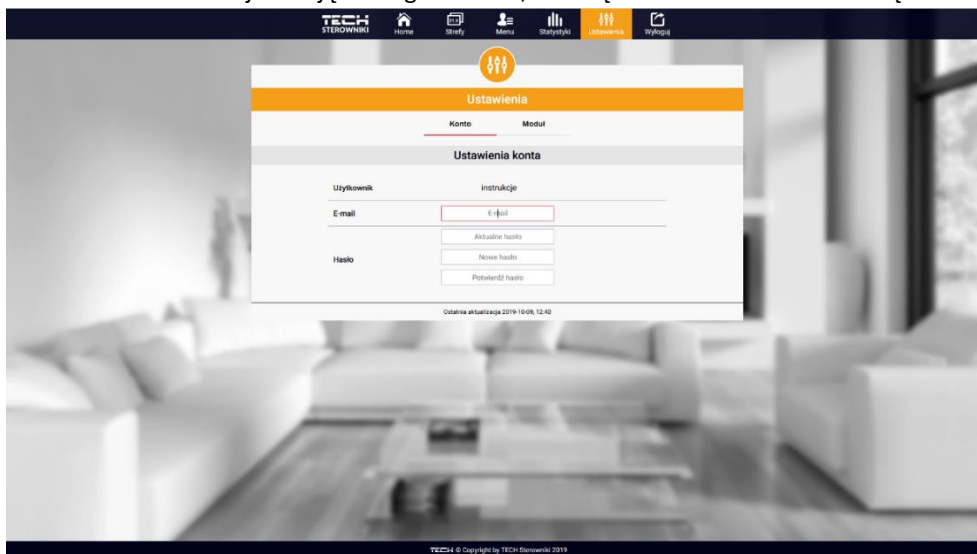 TECH
STEROWNIKI
Home
Strefy
Menu
Statystyki
Ustawienia
Wyloguj
Ustawienia
Konto Moduł
Ustawienia konta
Użytkownik instrukcje
E-mail E-mail
Aktualne hasło
Hasło Nowe hasło
Potwierdź hasło
Ostatnia aktualizacja 2019-10-09, 12:40
TECH © Copyright by TECH Sterowniki 2019